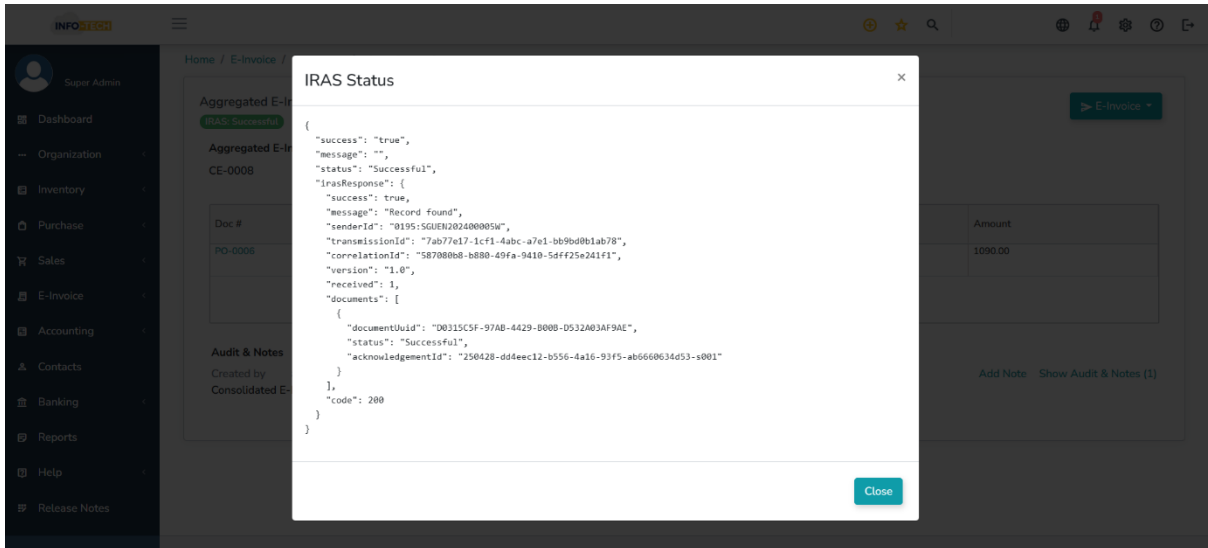 INFO-TECH
Super Admin
Dashboard
Organization
Inventory
Purchase
Sales
E-Invoice
Accounting
Contacts
Banking
Reports
Help
Release Notes
Home / E-Invoice /
Aggregated E-In
IRAS: Successful
E-Invoice
Aggregated E-In
CE-0008
Doc #
Amount
PO-0006
1090.00
Audit & Notes
Created by
Consolidated E-
Add Note Show Audit & Notes (1)
IRAS Status
×
{
"success": "true",
"message": "",
"status": "Successful",
"irasResponse": {
"success": true,
"message": "Record found",
"senderId": "0195:SGUEN202400005W",
"transmissionId": "7ab77e17-1cf1-4abc-a7e1-bb9bd0b1ab78",
"correlationId": "587080b8-b880-49fa-9410-5dff25e241f1",
"version": "1.0",
"received": 1,
"documents": [
{
"documentUuid": "D0315C5F-97AB-4429-B00B-D532A03AF9AE",
"status": "Successful",
"acknowledgementId": "250428-dd4eec12-b556-4a16-93f5-ab6660634d53-s001"
}
],
"code": 200
}
}
Close